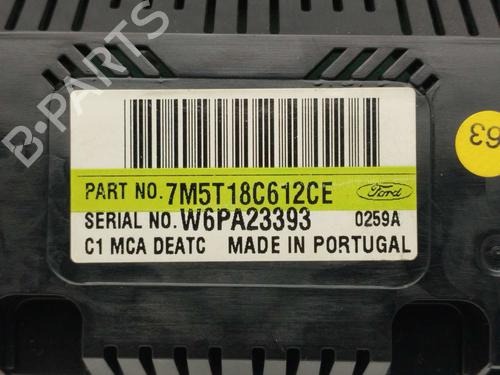 B-PARTS
63
PART NO. 7M5T18C612CE Ford
SERIAL NO. W6PA23393 0259A
C1 MCA DEATC MADE IN PORTUGAL